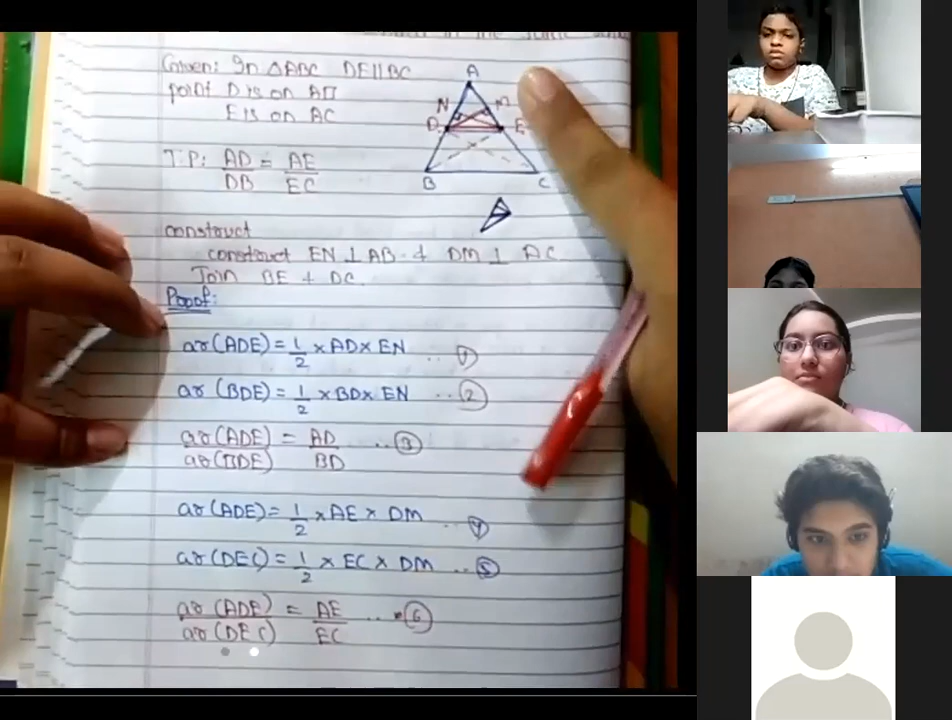 Given: In △ABC DE||BC
point D is on AB
E is on AC
A
N
M
D
E
B
C
T.P: AD/DB = AE/EC
construct
construct EN ⊥ AB & DM ⊥ AC
Join BE & DC.
Proof:
ar(ADE) = 1/2 × AD × EN ... ①
ar(BDE) = 1/2 × BD × EN ... ②
ar(ADE)/ar(BDE) = AD/BD ... ③
ar(ADE) = 1/2 × AE × DM ... ④
ar(DEC) = 1/2 × EC × DM ... ⑤
ar(ADE)/ar(DEC) = AE/EC ... ⑥